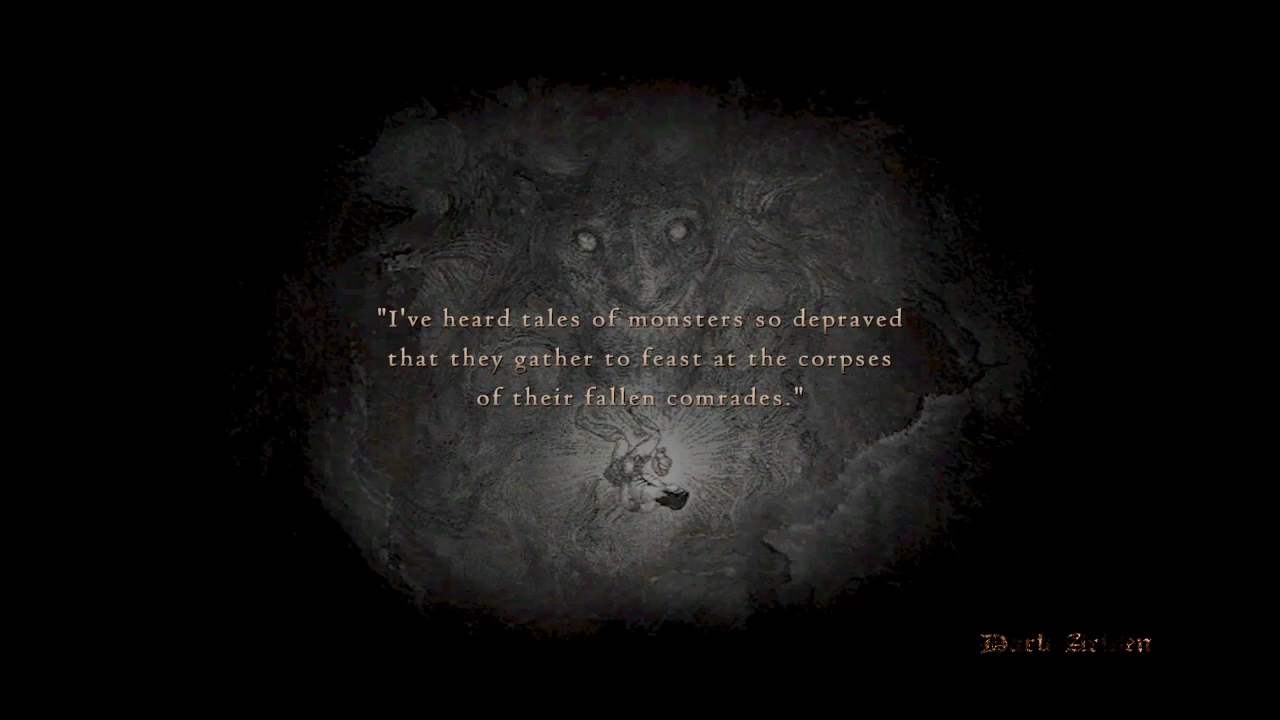 "I've heard tales of monsters so depraved
that they gather to feast at the corpses
of their fallen comrades."
Dark Arisen